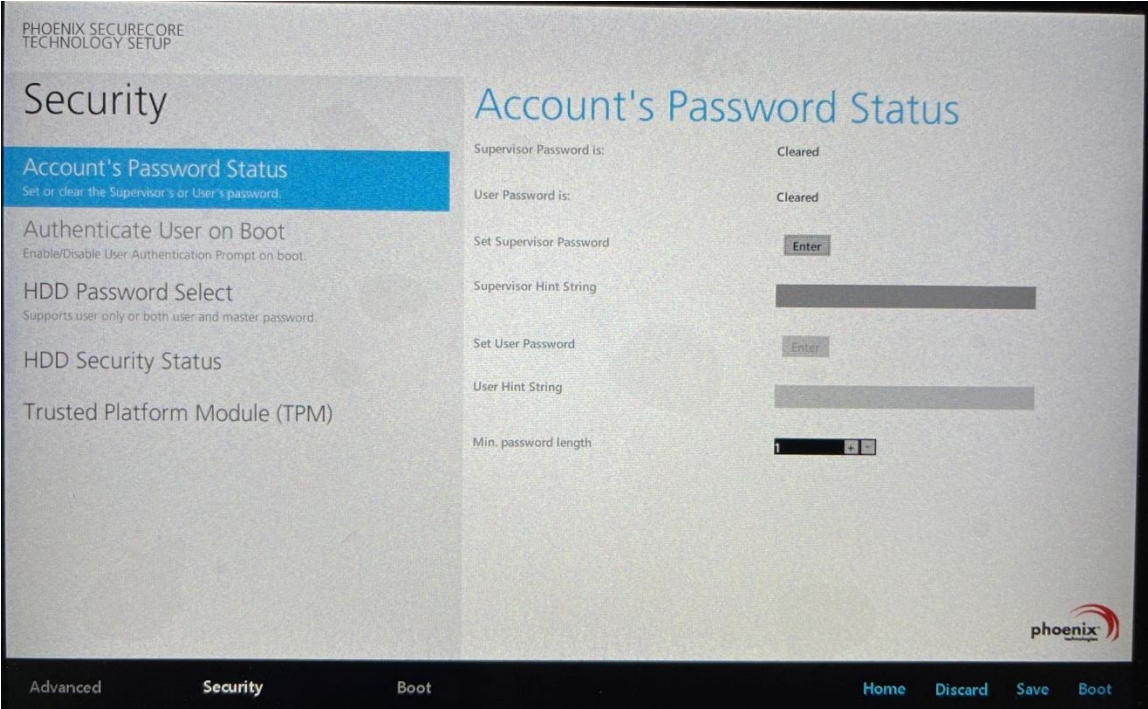 PHOENIX SECURECORE
TECHNOLOGY SETUP
Security
Account's Password Status
Set or clear the Supervisor's or User's password.
Authenticate User on Boot
Enable/Disable User Authentication Prompt on boot.
HDD Password Select
Supports user only or both user and master password.
HDD Security Status
Trusted Platform Module (TPM)
Account's Password Status
Supervisor Password is: Cleared
User Password is: Cleared
Set Supervisor Password Enter
Supervisor Hint String
Set User Password Enter
User Hint String
Min. password length 1 + -
phoenix
technologies
Advanced Security Boot Home Discard Save Boot